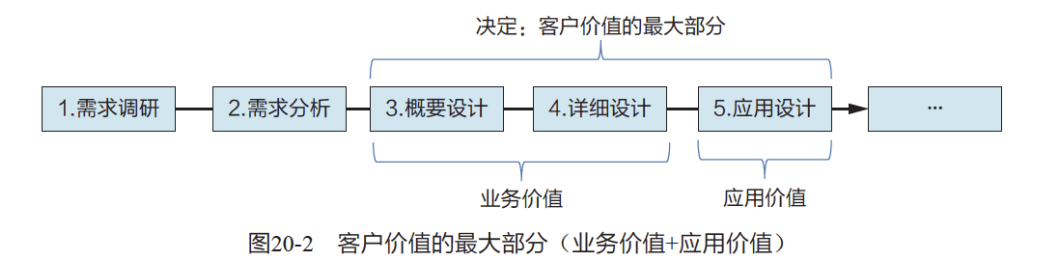 决定：客户价值的最大部分
1.需求调研
2.需求分析
3.概要设计
4.详细设计
5.应用设计
…
业务价值
应用价值
图20-2 客户价值的最大部分（业务价值+应用价值）